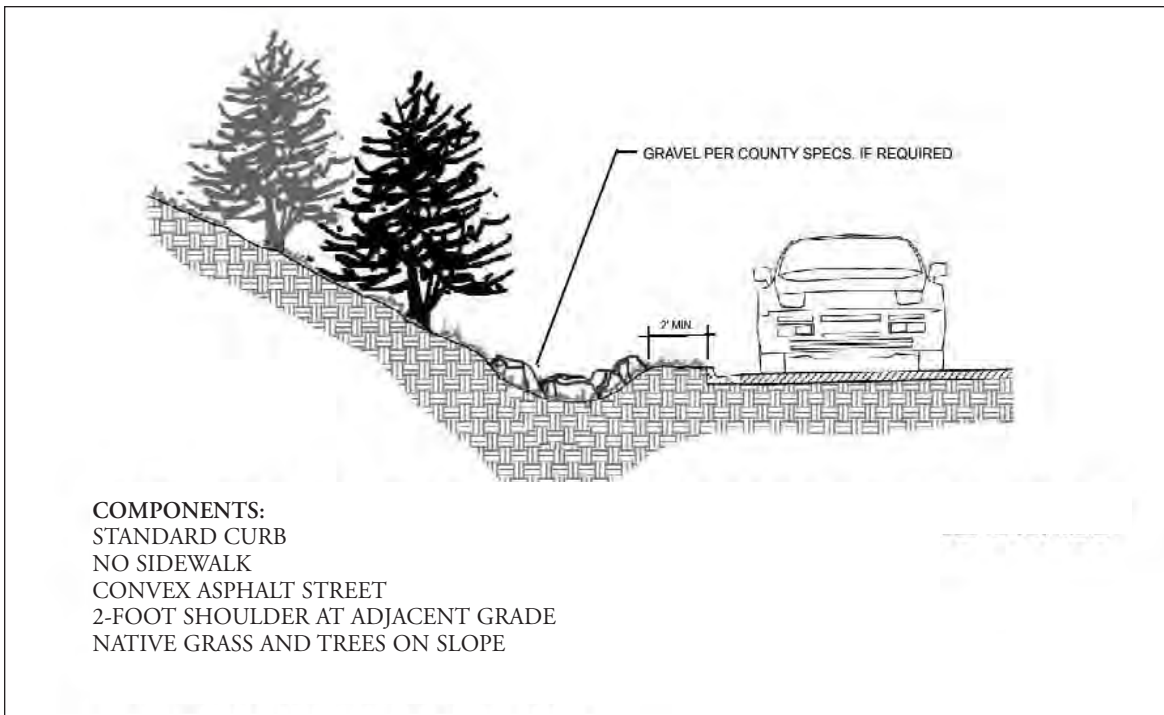 GRAVEL PER COUNTY SPECS. IF REQUIRED
2' MIN.
COMPONENTS:
STANDARD CURB
NO SIDEWALK
CONVEX ASPHALT STREET
2-FOOT SHOULDER AT ADJACENT GRADE
NATIVE GRASS AND TREES ON SLOPE